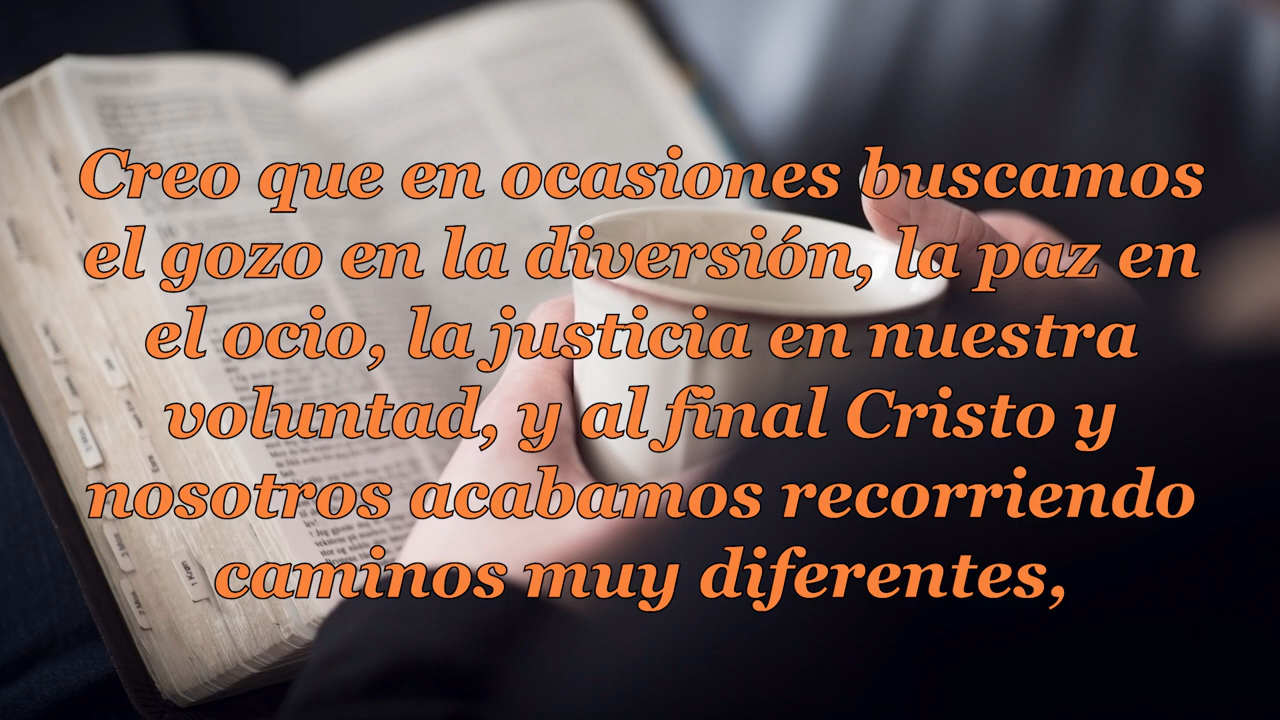 Creo que en ocasiones buscamos
el gozo en la diversión, la paz en
el ocio, la justicia en nuestra
voluntad, y al final Cristo y
nosotros acabamos recorriendo
caminos muy diferentes,